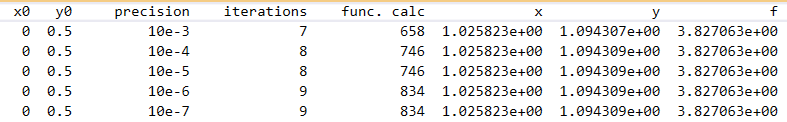 x0 y0 precision iterations func. calc x y f
0 0.5 10e-3 7 658 1.025823e+00 1.094307e+00 3.827063e+00
0 0.5 10e-4 8 746 1.025823e+00 1.094309e+00 3.827063e+00
0 0.5 10e-5 8 746 1.025823e+00 1.094309e+00 3.827063e+00
0 0.5 10e-6 9 834 1.025823e+00 1.094309e+00 3.827063e+00
0 0.5 10e-7 9 834 1.025823e+00 1.094309e+00 3.827063e+00